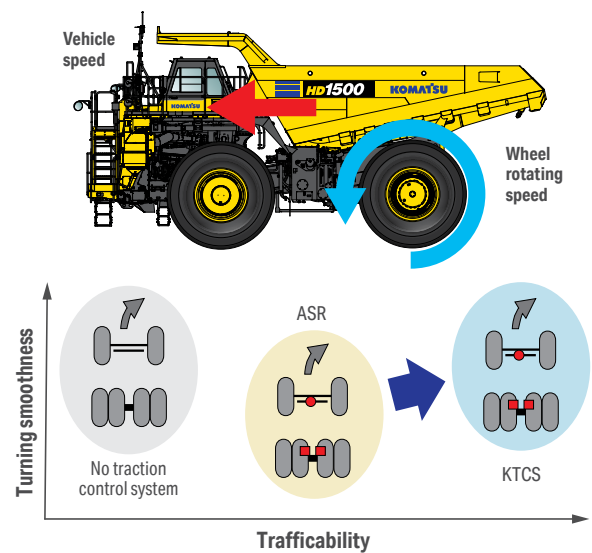 Vehicle
speed
KOMATSU
HD1500
KOMATSU
Wheel
rotating
speed
ASR
No traction
control system
KTCS
Turning smoothness
Trafficability